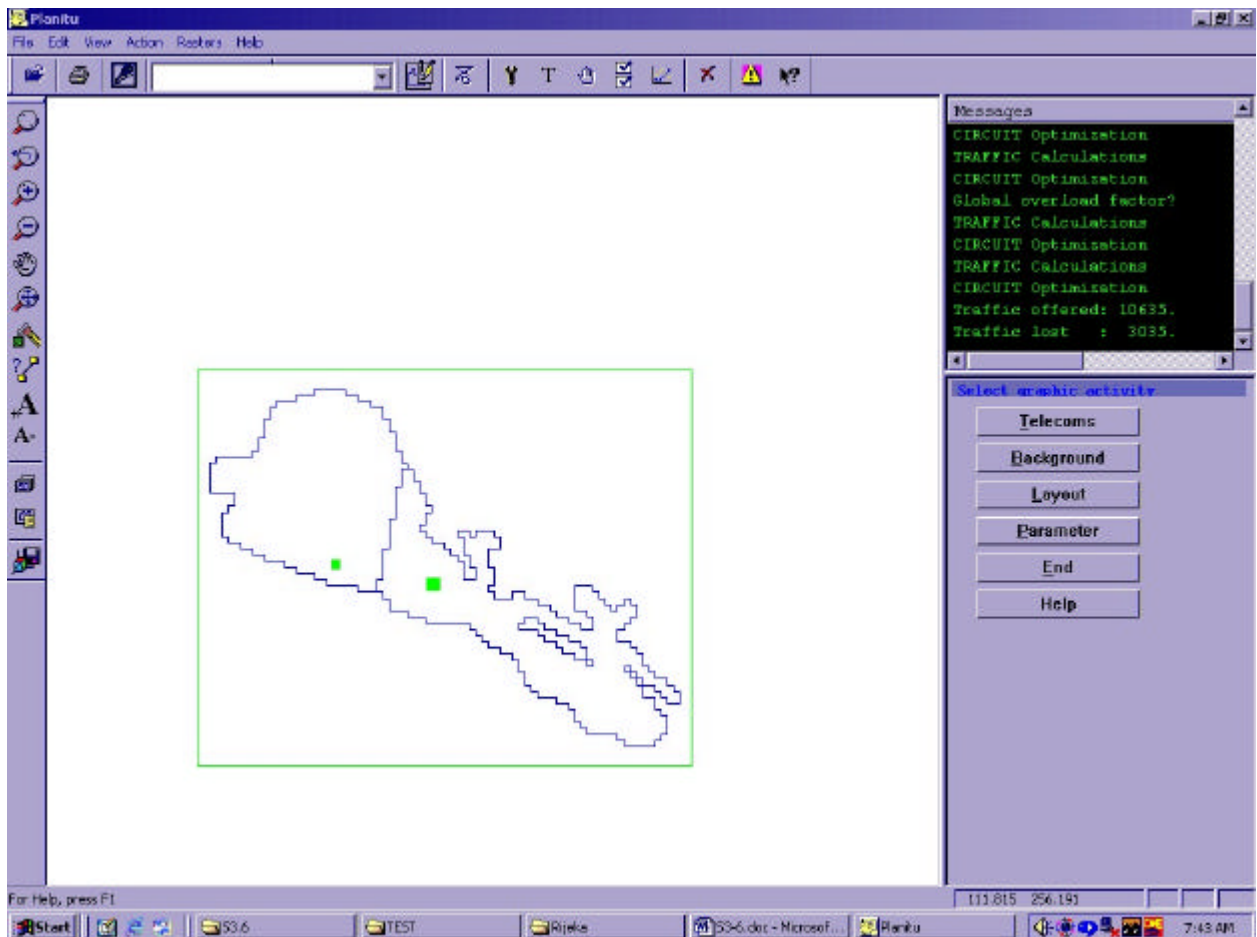 Planitu
File Edit View Action Rasters Help
T
Messages
CIRCUIT Optimization
TRAFFIC Calculations
CIRCUIT Optimization
Global overload factor?
TRAFFIC Calculations
CIRCUIT Optimization
TRAFFIC Calculations
CIRCUIT Optimization
Traffic offered: 10635.
Traffic lost : 3035.
Select graphic activity
Telecoms
Background
Layout
Parameter
End
Help
A
A-
For Help, press F1
111.815 256.191
Start 53.6 TEST Rijeka 53-6.doc - Microsof... Planitu 7:43 AM